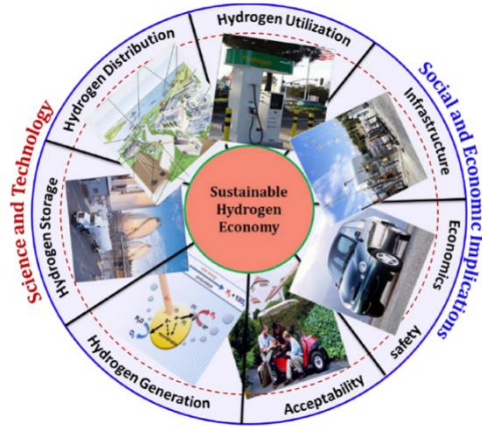 Hydrogen Utilization
Hydrogen Distribution
Social and Economic Implications
Infrastructure
Science and Technology
Hydrogen Storage
Sustainable
Hydrogen
Economy
Economics
safety
Hydrogen Generation
Acceptability